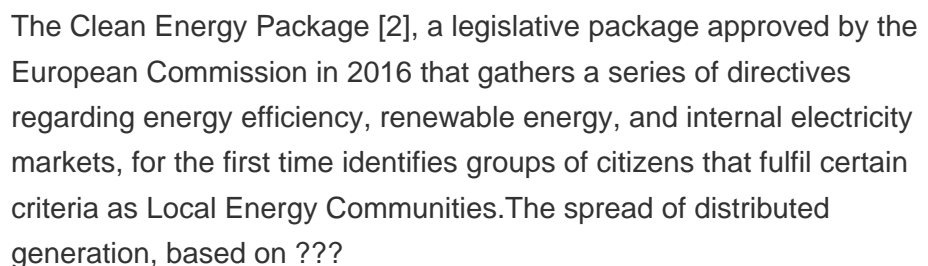 The Clean Energy Package [2], a legislative package approved by the
European Commission in 2016 that gathers a series of directives
regarding energy efficiency, renewable energy, and internal electricity
markets, for the first time identifies groups of citizens that fulfil certain
criteria as Local Energy Communities.The spread of distributed
generation, based on ???